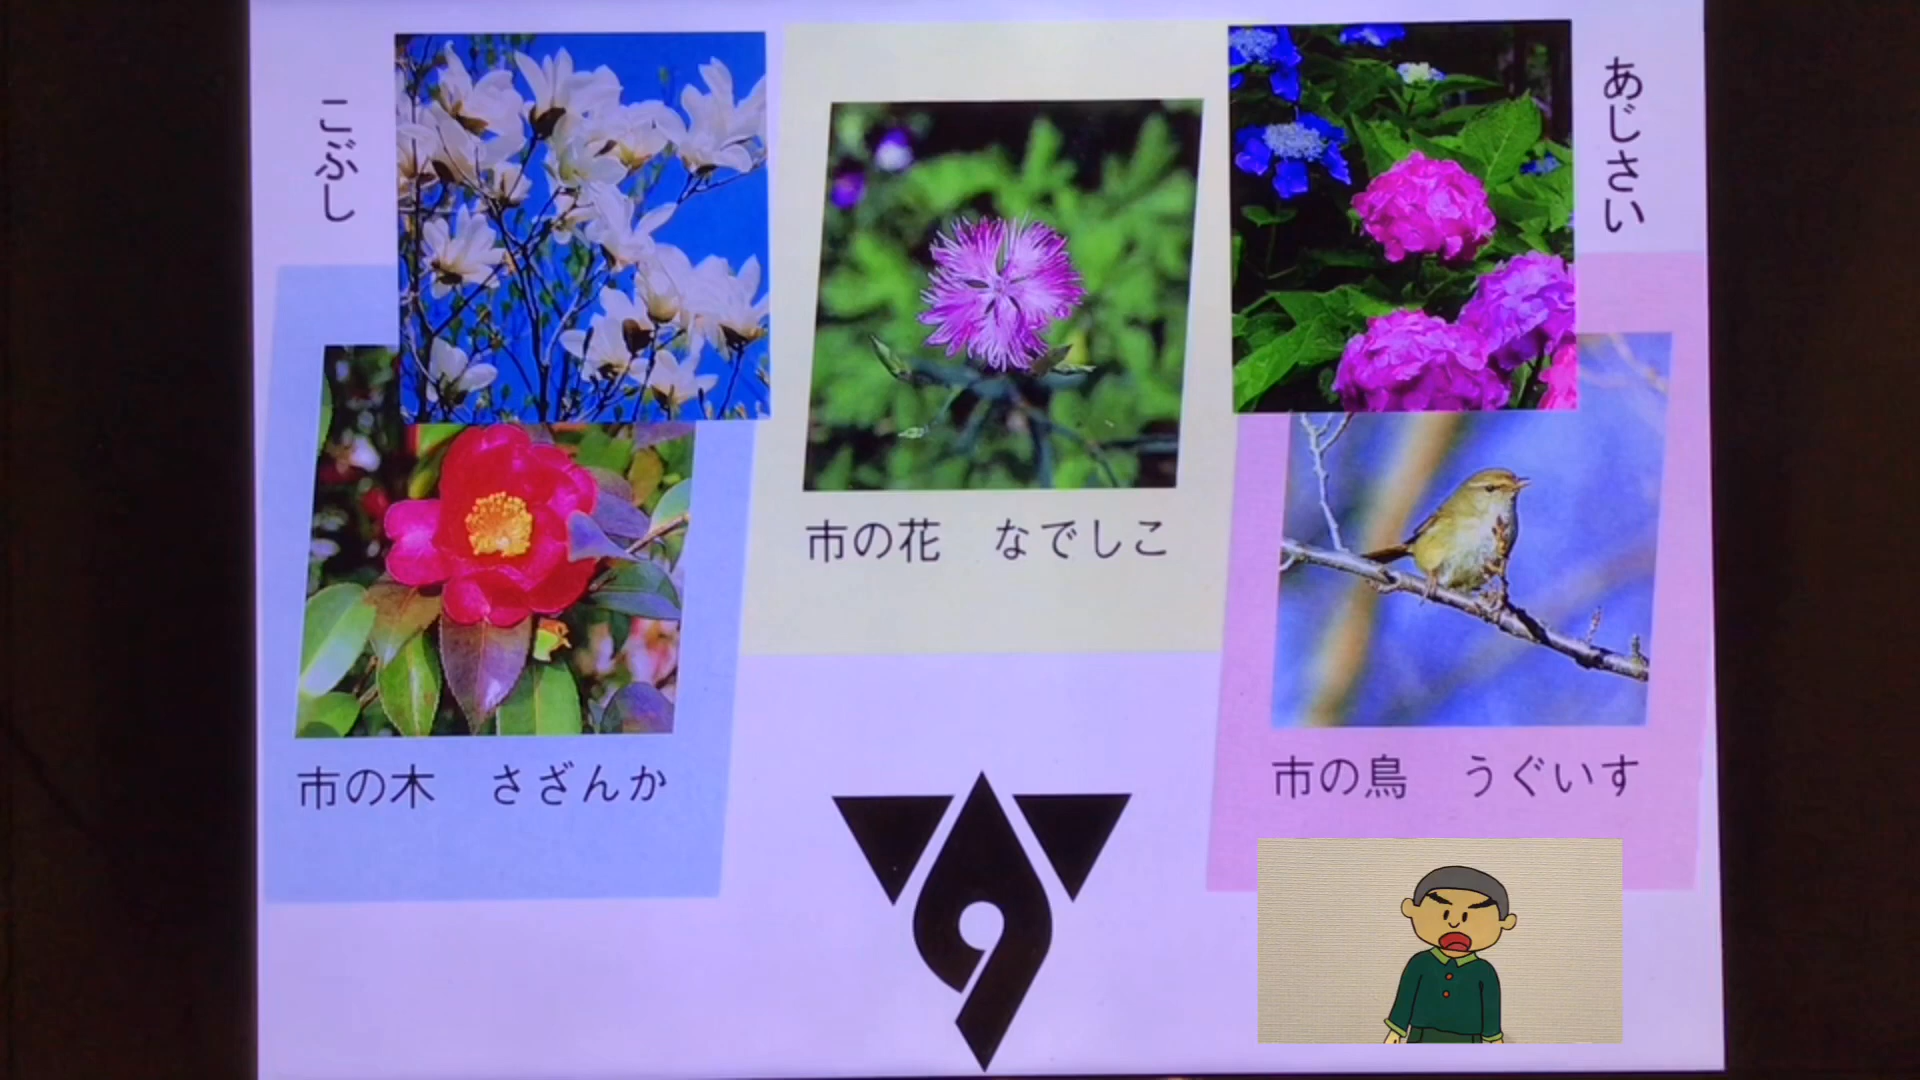 こぶし
市の木　さざんか
市の花　なでしこ
あじさい
市の鳥　うぐいす